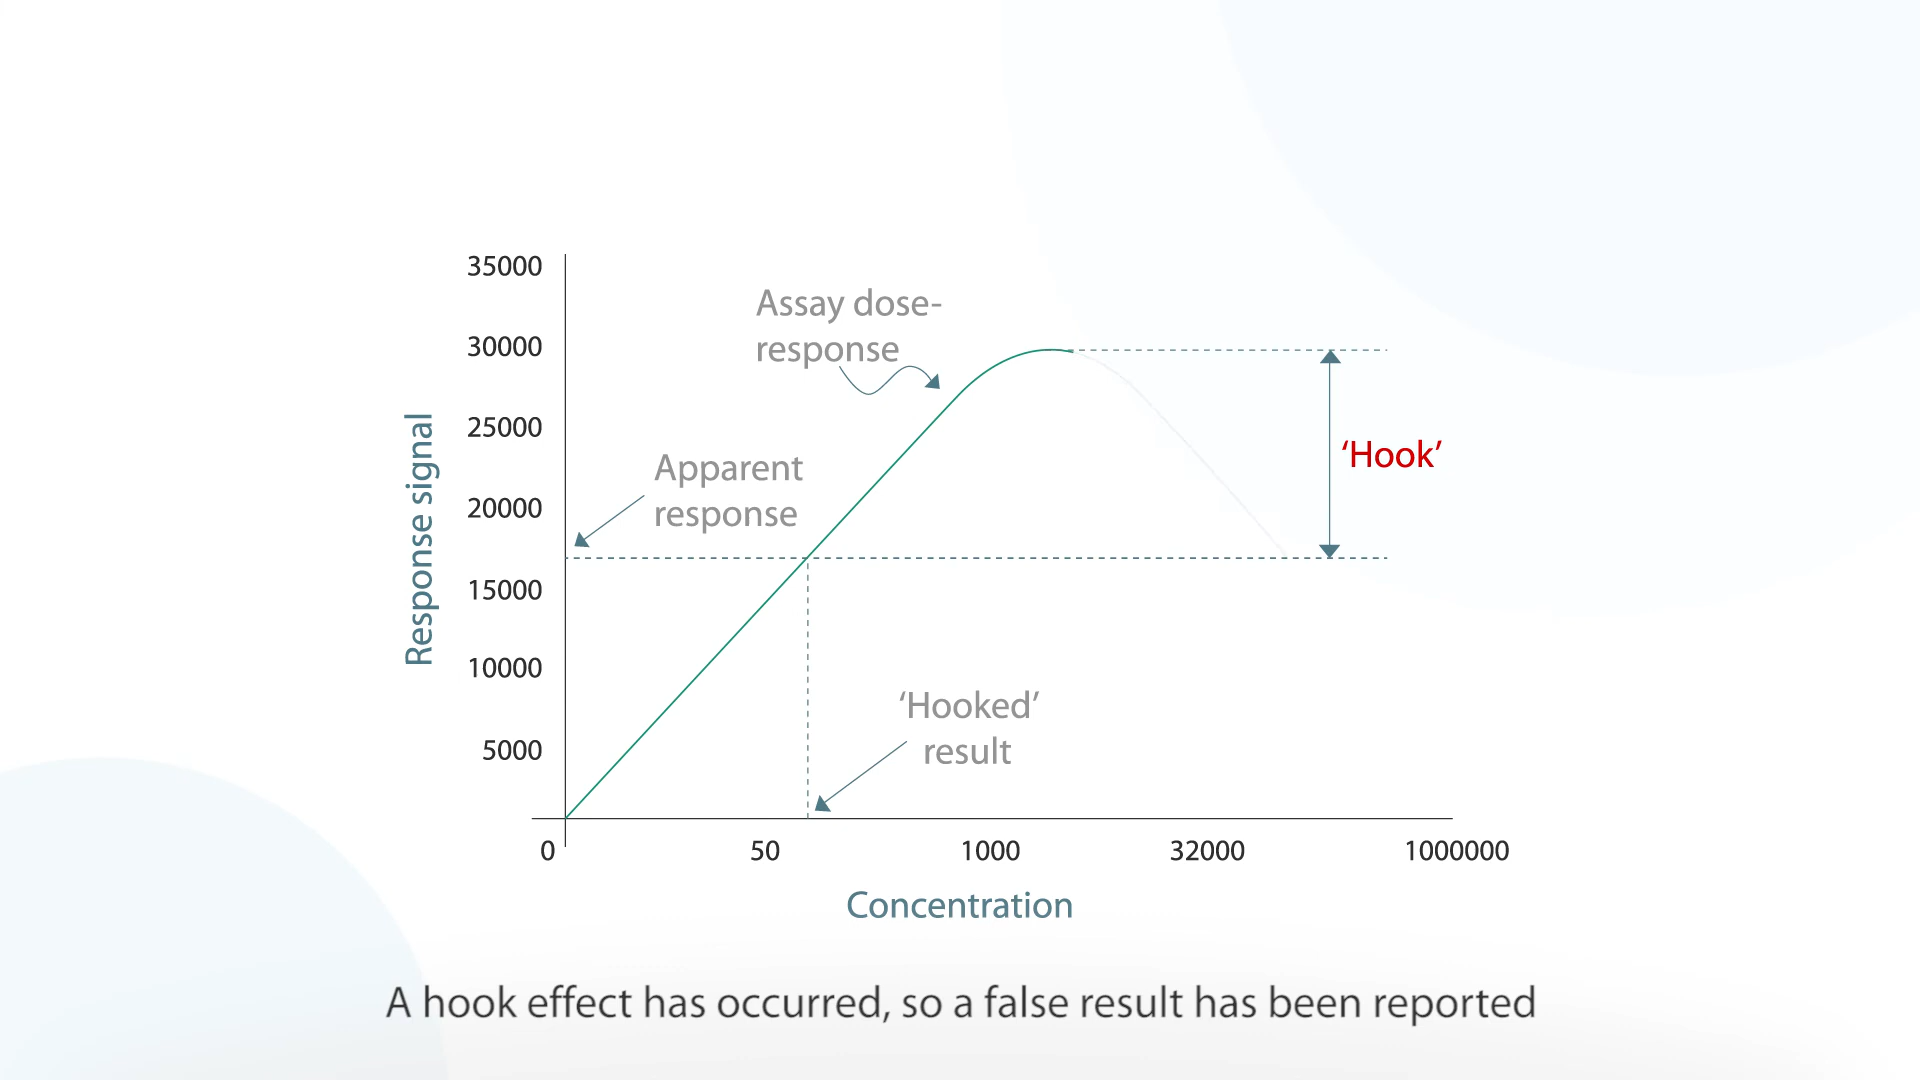 35000
30000
25000
20000
15000
10000
5000
Response signal
Assay dose-
response
Apparent
response
‘Hook’
‘Hooked’
result
0 50 1000 32000 1000000
Concentration
A hook effect has occurred, so a false result has been reported